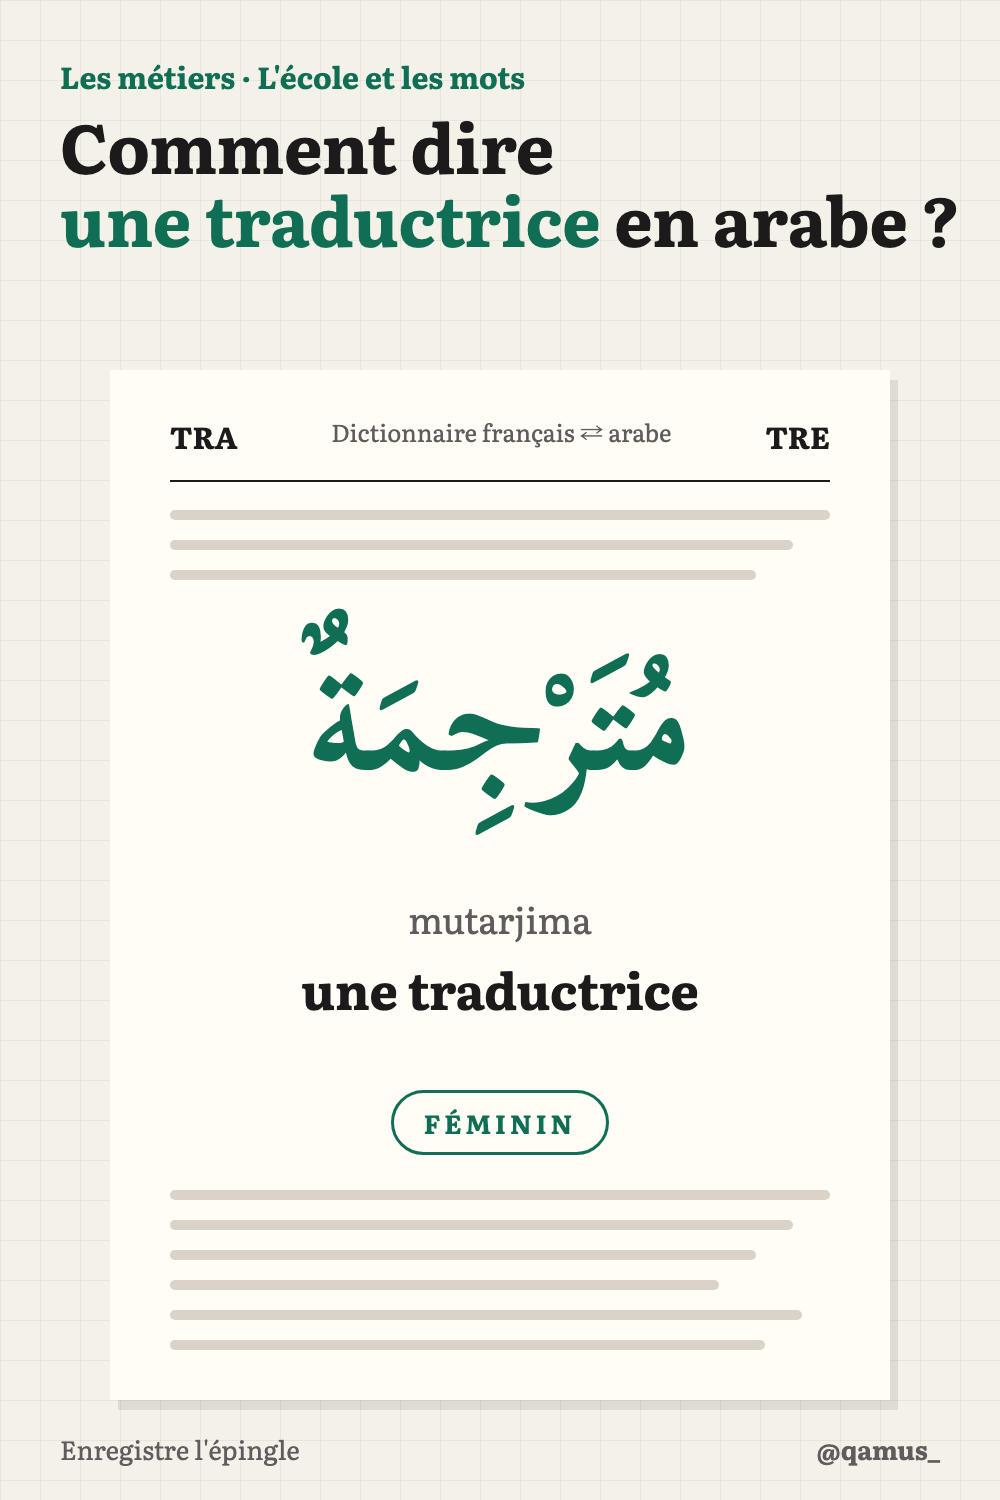 Les métiers · L'école et les mots
Comment dire
une traductrice en arabe ?
TRA Dictionnaire français ⇄ arabe TRE
مُتَرْجِمَةٌ
mutarjima
une traductrice
FÉMININ
Enregistre l'épingle @qamus_